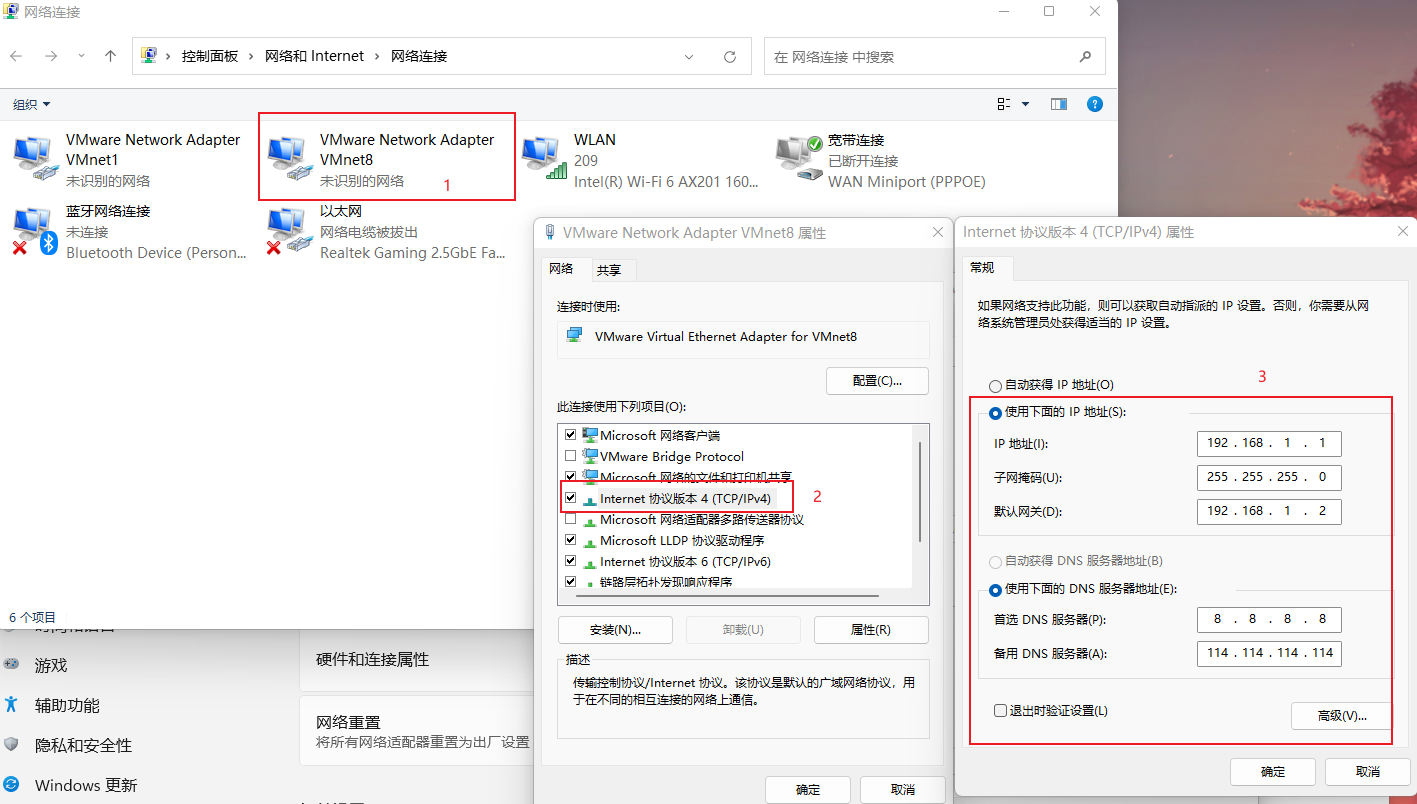 网络连接
控制面板 › 网络和 Internet › 网络连接
在 网络连接 中搜索
组织
VMware Network Adapter
VMnet1
未识别的网络
VMware Network Adapter
VMnet8
未识别的网络
1
WLAN
209
Intel(R) Wi-Fi 6 AX201 160...
宽带连接
已断开连接
WAN Miniport (PPPOE)
蓝牙网络连接
未连接
Bluetooth Device (Person...
以太网
网络电缆被拔出
Realtek Gaming 2.5GbE Fa...
6 个项目
游戏
辅助功能
隐私和安全性
Windows 更新
硬件和连接属性
网络重置
将所有网络适配器重置为出厂设置
VMware Network Adapter VMnet8 属性
网络
共享
连接时使用:
VMware Virtual Ethernet Adapter for VMnet8
配置(C)...
此连接使用下列项目(O):
Microsoft 网络客户端
VMware Bridge Protocol
Microsoft 网络的文件和打印机共享
Internet 协议版本 4 (TCP/IPv4)
2
Microsoft 网络适配器多路传送器协议
Microsoft LLDP 协议驱动程序
Internet 协议版本 6 (TCP/IPv6)
链路层拓扑发现响应程序
安装(N)...
卸载(U)
属性(R)
描述
传输控制协议/Internet 协议。该协议是默认的广域网络协议，用
于在不同的相互连接的网络上通信。
确定
取消
Internet 协议版本 4 (TCP/IPv4) 属性
常规
如果网络支持此功能，则可以获取自动指派的 IP 设置。否则，你需要从网
络系统管理员处获得适当的 IP 设置。
3
自动获得 IP 地址(O)
使用下面的 IP 地址(S):
IP 地址(I):
192 . 168 . 1 . 1
子网掩码(U):
255 . 255 . 255 . 0
默认网关(D):
192 . 168 . 1 . 2
自动获得 DNS 服务器地址(B)
使用下面的 DNS 服务器地址(E):
首选 DNS 服务器(P):
8 . 8 . 8 . 8
备用 DNS 服务器(A):
114 . 114 . 114 . 114
退出时验证设置(L)
高级(V)...
确定
取消